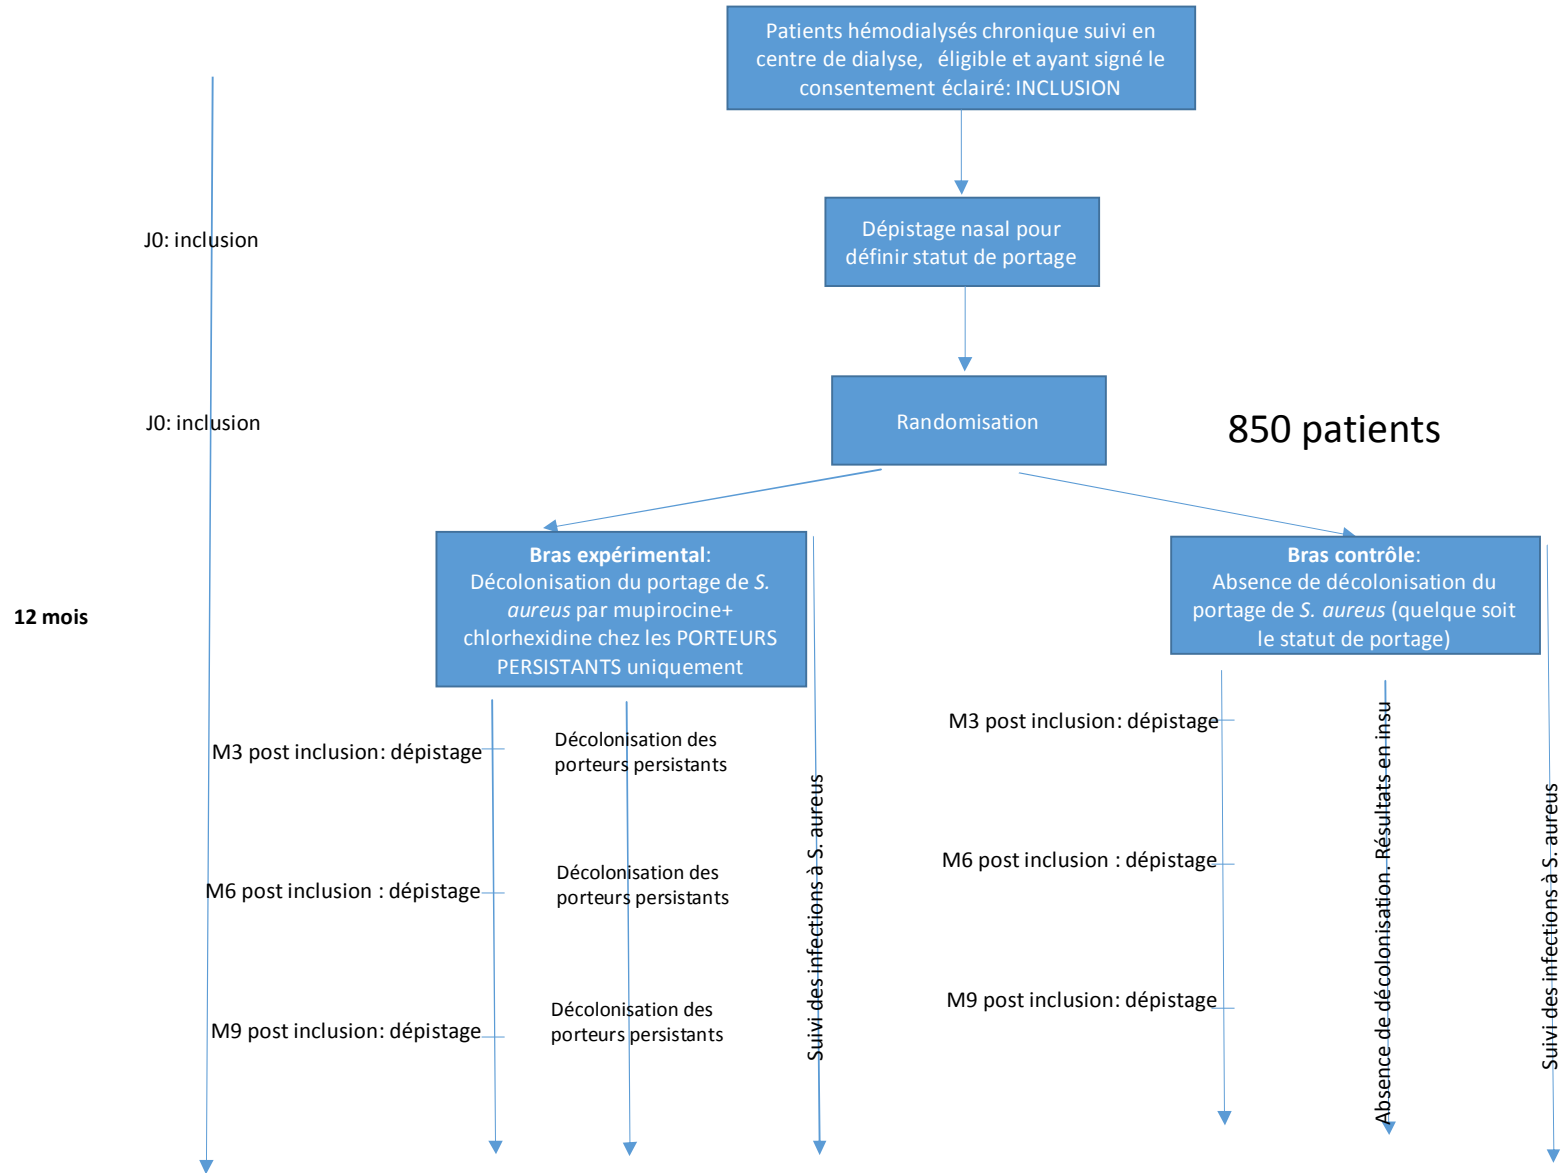 Patients hémodialysés chronique suivi en
centre de dialyse, éligible et ayant signé le
consentement éclairé: INCLUSION
J0: inclusion
Dépistage nasal pour
définir statut de portage
J0: inclusion
Randomisation
850 patients
12 mois
Bras expérimental:
Décolonisation du portage de S.
aureus par mupirocine+
chlorhexidine chez les PORTEURS
PERSISTANTS uniquement
Bras contrôle:
Absence de décolonisation du
portage de S. aureus (quelque soit
le statut de portage)
M3 post inclusion: dépistage
Décolonisation des
porteurs persistants
M6 post inclusion : dépistage
Décolonisation des
porteurs persistants
M9 post inclusion: dépistage
Décolonisation des
porteurs persistants
Suivi des infections à S. aureus
M3 post inclusion: dépistage
M6 post inclusion : dépistage
M9 post inclusion: dépistage
Absence de décolonisation. Résultats en insu
Suivi des infections à S. aureus